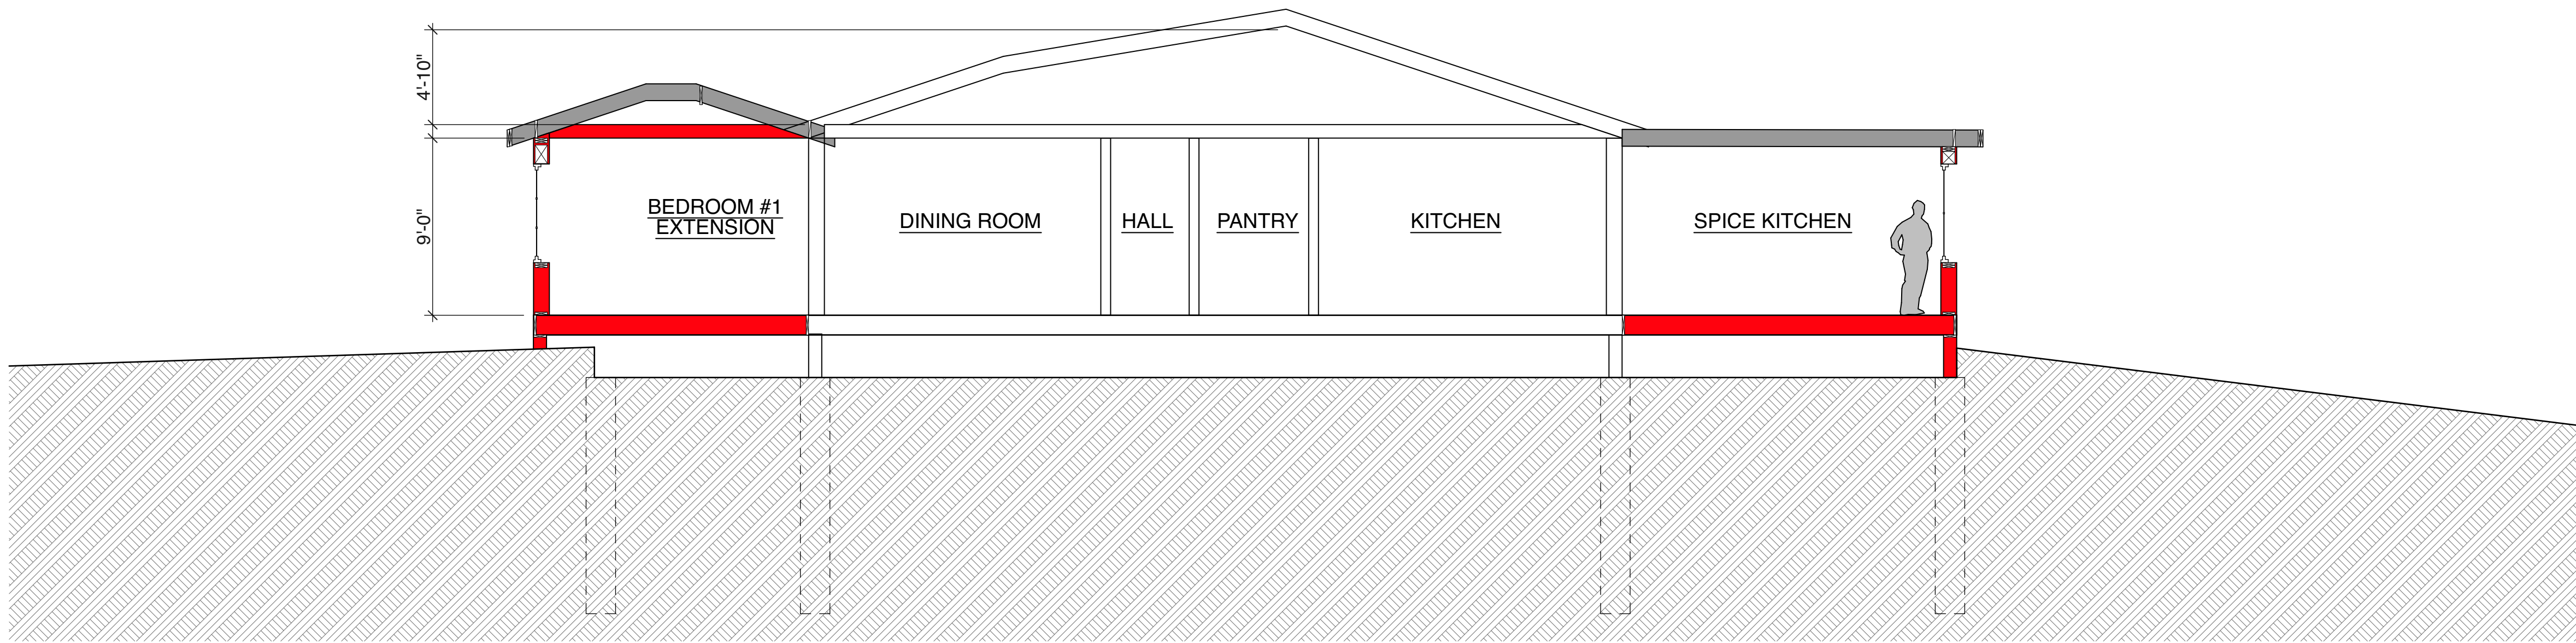 4'-10"
9'-0"
BEDROOM #1
EXTENSION
DINING ROOM
HALL
PANTRY
KITCHEN
SPICE KITCHEN